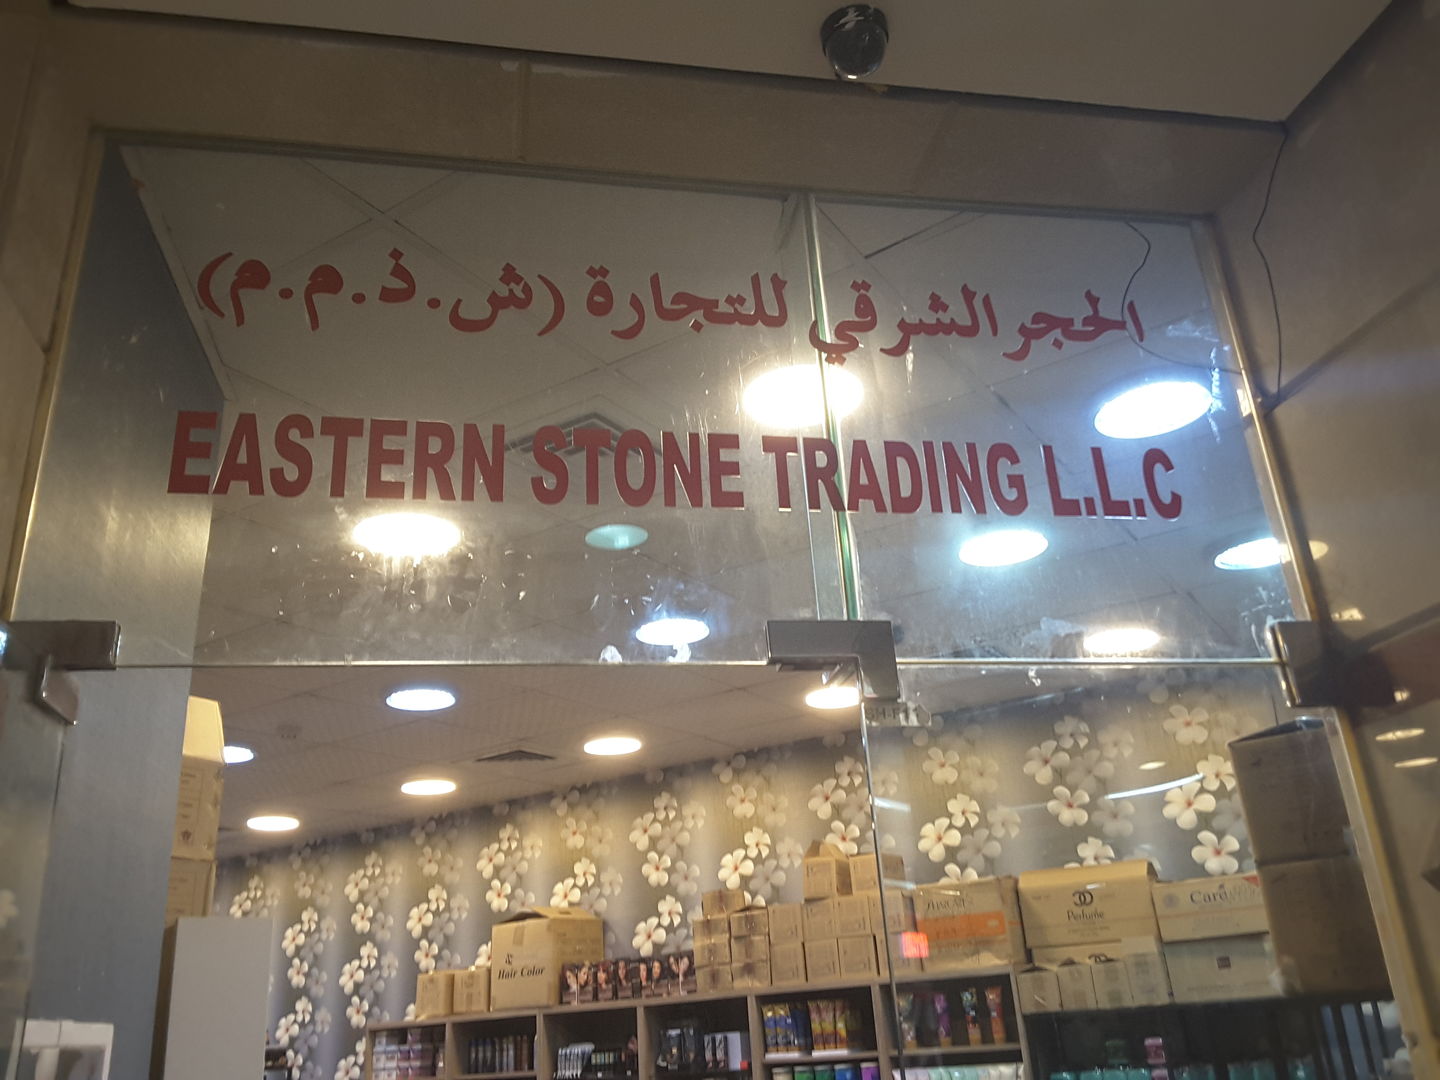 الحجر الشرقي للتجارة (ش.ذ.م.م)
EASTERN STONE TRADING L.L.C
Hair Color
Perfume